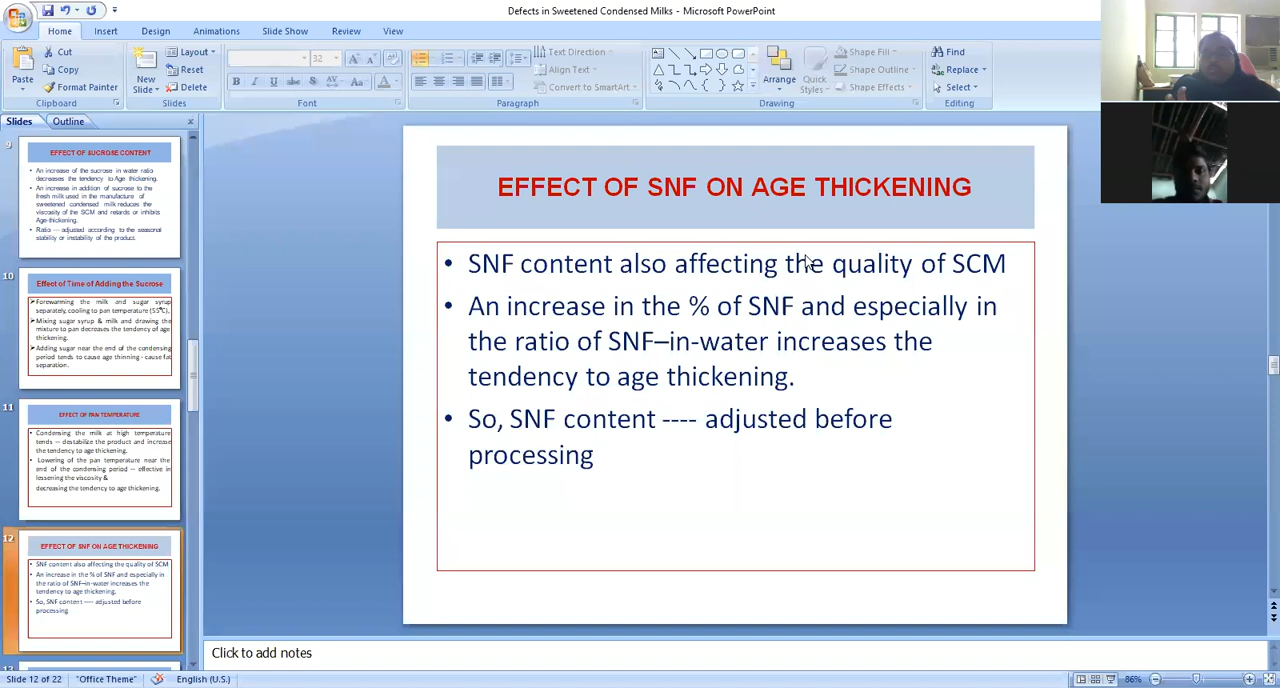 Defects in Sweetened Condensed Milks - Microsoft PowerPoint
Home Insert Design Animations Slide Show Review View
Cut
Copy
Format Painter
Paste
Clipboard
New
Slide
Layout
Reset
Delete
Slides
32
B I U abc S AV Aa A
Font
Text Direction
Align Text
Convert to SmartArt
Paragraph
Arrange
Quick
Styles
Shape Fill
Shape Outline
Shape Effects
Drawing
Find
Replace
Select
Editing
Slides Outline
9
EFFECT OF SUCROSE CONTENT
• An increase of the sucrose in water ratio
decreases the tendency to Age thickening.
• An increase in addition of sucrose to the
fresh milk used in the manufacture of
sweetened condensed milk reduces the
viscosity of the SCM and retards or inhibits
Age-thickening.
• Ratio -- adjusted according to the seasonal
stability or instability of the product.
10
Effect of Time of Adding the Sucrose
Forewarming the milk and sugar syrup
separately, cooling to pan temperature (55°C),
Mixing sugar syrup & milk and drawing the
mixture to pan decreases the tendency of age
thickening.
Adding sugar near the end of the condensing
period tends to cause age thinning - cause fat
separation.
11
EFFECT OF PAN TEMPERATURE
• Condensing the milk at high temperature
tends -- destabilize the product and increase
the tendency to age thickening.
• Lowering of the pan temperature near the
end of the condensing period -- effective in
lessening the viscosity &
decreasing the tendency to age thickening.
12
EFFECT OF SNF ON AGE THICKENING
• SNF content also affecting the quality of SCM
• An increase in the % of SNF and especially in
the ratio of SNF–in-water increases the
tendency to age thickening.
• So, SNF content ---- adjusted before
processing
13
EFFECT OF SNF ON AGE THICKENING
• SNF content also affecting the quality of SCM
• An increase in the % of SNF and especially in
the ratio of SNF–in-water increases the
tendency to age thickening.
• So, SNF content ---- adjusted before
processing
Click to add notes
Slide 12 of 22 "Office Theme" English (U.S.) 86%